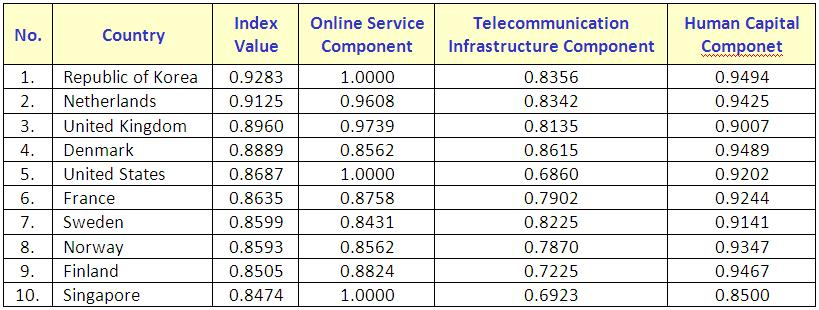 No. Country Index Value Online Service Component Telecommunication Infrastructure Component Human Capital Componet
1. Republic of Korea 0.9283 1.0000 0.8356 0.9494
2. Netherlands 0.9125 0.9608 0.8342 0.9425
3. United Kingdom 0.8960 0.9739 0.8135 0.9007
4. Denmark 0.8889 0.8562 0.8615 0.9489
5. United States 0.8687 1.0000 0.6860 0.9202
6. France 0.8635 0.8758 0.7902 0.9244
7. Sweden 0.8599 0.8431 0.8225 0.9141
8. Norway 0.8593 0.8562 0.7870 0.9347
9. Finland 0.8505 0.8824 0.7225 0.9467
10. Singapore 0.8474 1.0000 0.6923 0.8500